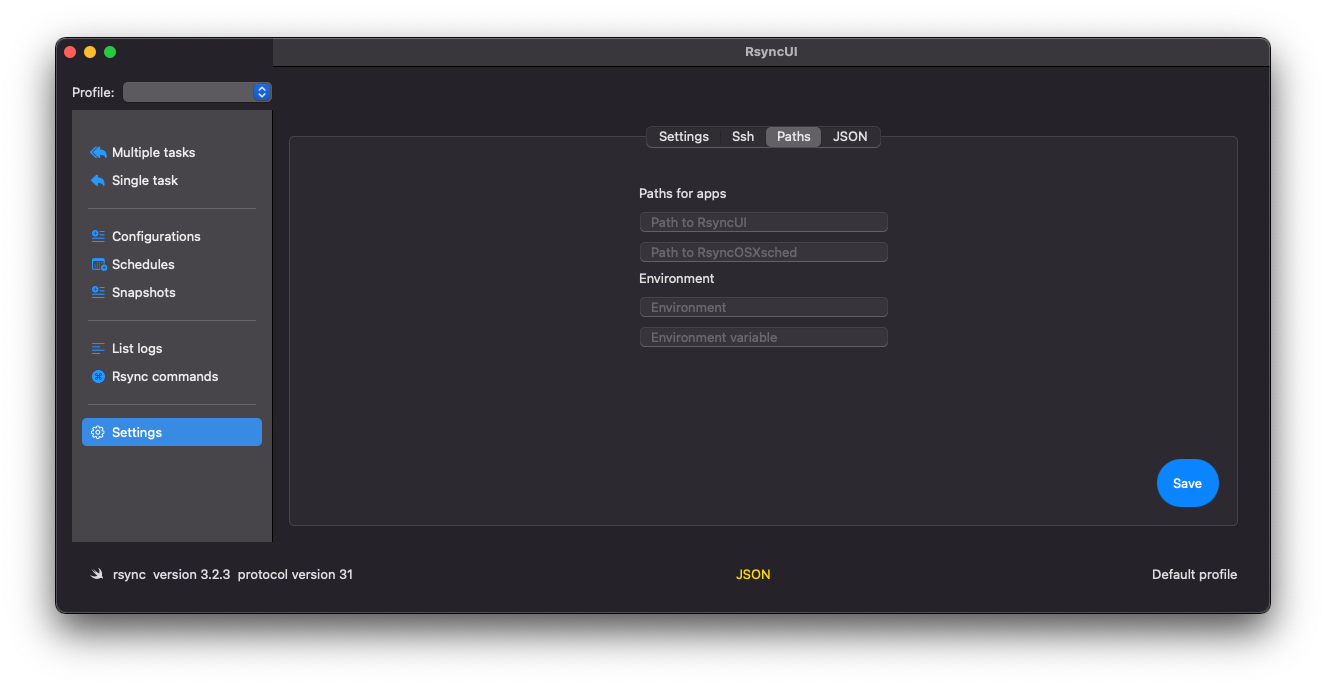 RsyncUI
Profile:
Multiple tasks
Single task
Configurations
Schedules
Snapshots
List logs
Rsync commands
Settings
Settings Ssh Paths JSON
Paths for apps
Path to RsyncUI
Path to RsyncOSXsched
Environment
Environment
Environment variable
Save
rsync version 3.2.3 protocol version 31
JSON
Default profile